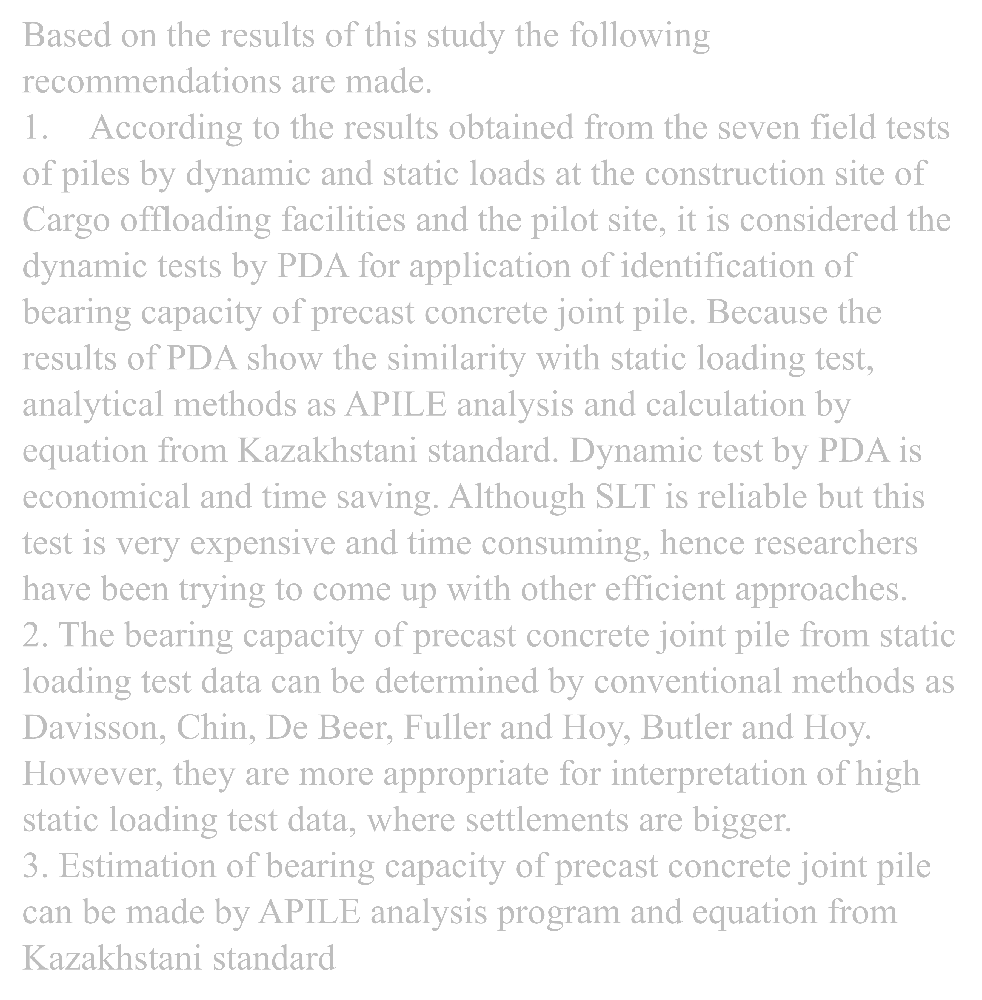 Based on the results of this study the following
recommendations are made.
1. According to the results obtained from the seven field tests
of piles by dynamic and static loads at the construction site of
Cargo offloading facilities and the pilot site, it is considered the
dynamic tests by PDA for application of identification of
bearing capacity of precast concrete joint pile. Because the
results of PDA show the similarity with static loading test,
analytical methods as APILE analysis and calculation by
equation from Kazakhstani standard. Dynamic test by PDA is
economical and time saving. Although SLT is reliable but this
test is very expensive and time consuming, hence researchers
have been trying to come up with other efficient approaches.
2. The bearing capacity of precast concrete joint pile from static
loading test data can be determined by conventional methods as
Davisson, Chin, De Beer, Fuller and Hoy, Butler and Hoy.
However, they are more appropriate for interpretation of high
static loading test data, where settlements are bigger.
3. Estimation of bearing capacity of precast concrete joint pile
can be made by APILE analysis program and equation from
Kazakhstani standard